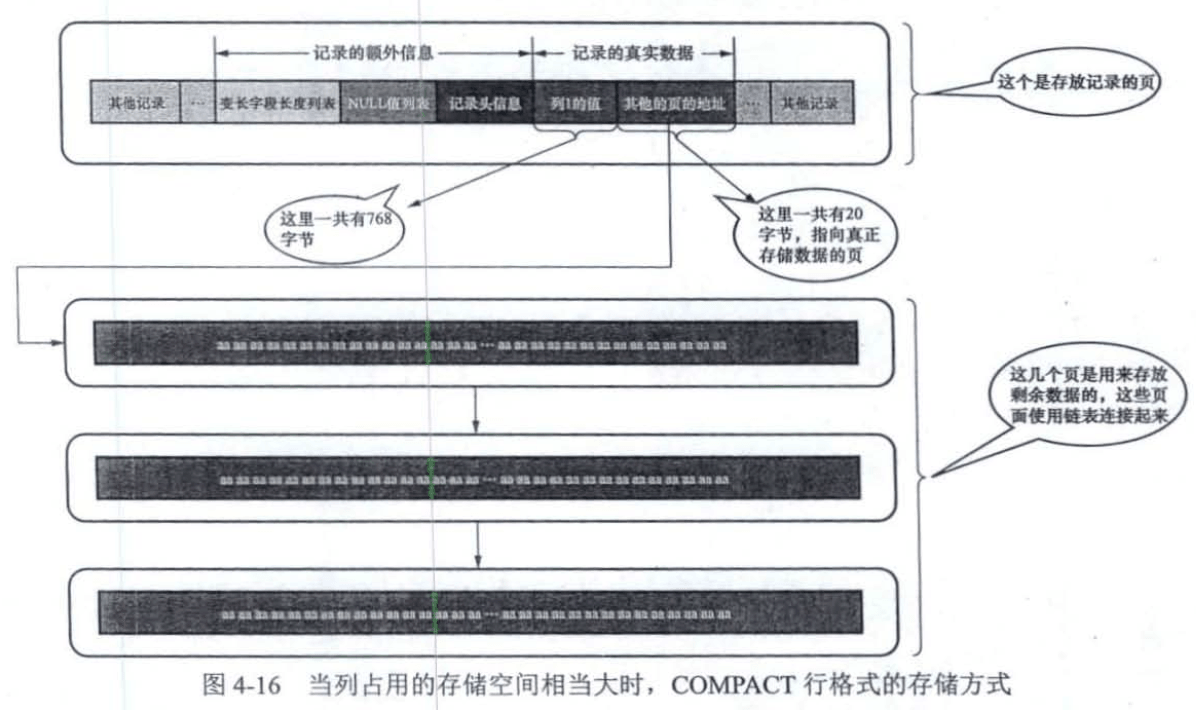 记录的额外信息 记录的真实数据
其他记录 … 变长字段长度列表 NULL值列表 记录头信息 列1的值 其他的页的地址 … 其他记录
这个是存放记录的页
这里一共有768
字节
这里一共有20
字节，指向真正
存储数据的页
aa aa aa aa aa aa aa aa aa aa aa aa aa aa aa aa … aa aa aa aa aa aa aa aa aa aa aa aa aa aa
aa aa aa aa aa aa aa aa aa aa aa aa aa aa aa aa … aa aa aa aa aa aa aa aa aa aa aa aa aa aa
aa aa aa aa aa aa aa aa aa aa aa aa aa aa aa aa … aa aa aa aa aa aa aa aa aa aa aa aa aa aa
这几个页是用来存放
剩余数据的，这些页
面使用链表连接起来
图 4-16 当列占用的存储空间相当大时，COMPACT 行格式的存储方式